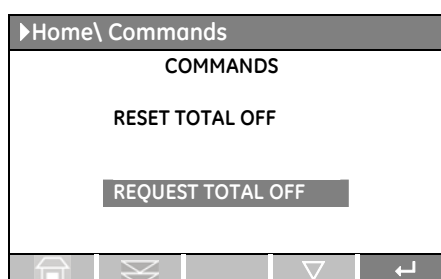 Home\ Commands
COMMANDS
RESET TOTAL OFF
REQUEST TOTAL OFF